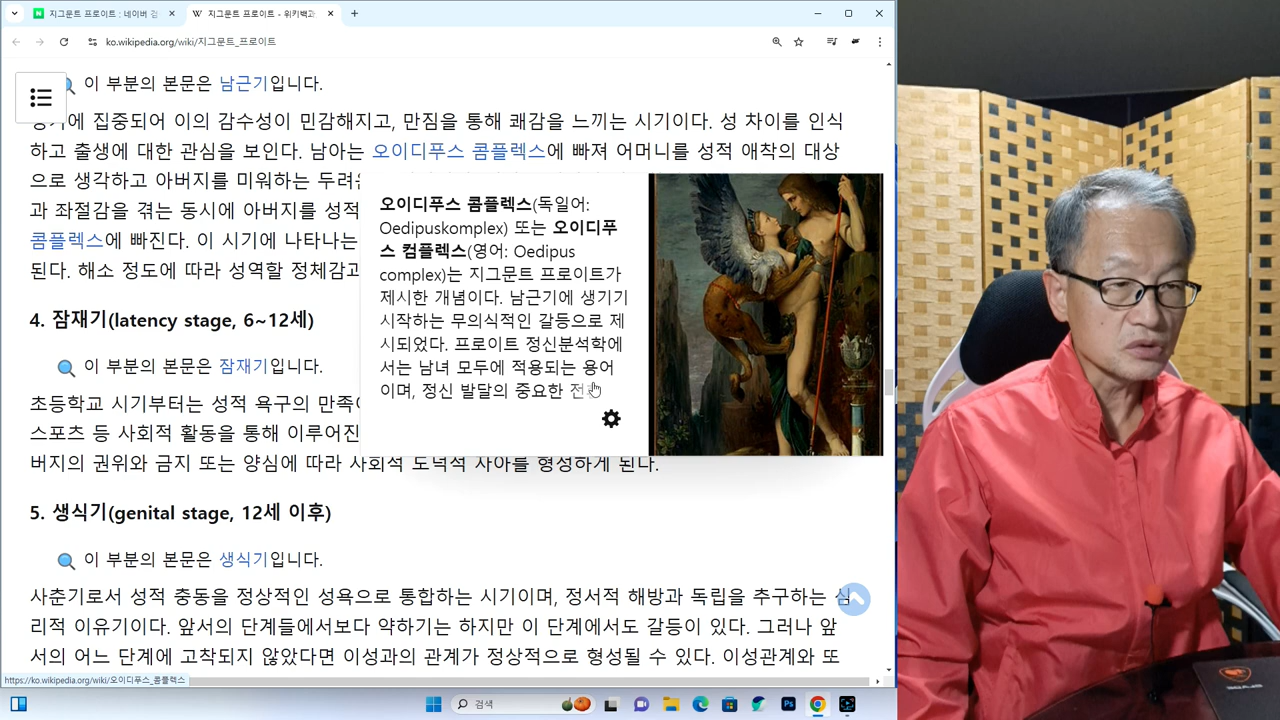 지그문트 프로이트 : 네이버 검
지그문트 프로이트 - 위키백과
ko.wikipedia.org/wiki/지그문트_프로이트
이 부분의 본문은 남근기입니다.
에 집중되어 이의 감수성이 민감해지고, 만짐을 통해 쾌감을 느끼는 시기이다. 성 차이를 인식
하고 출생에 대한 관심을 보인다. 남아는 오이디푸스 콤플렉스에 빠져 어머니를 성적 애착의 대상
으로 생각하고 아버지를 미워하는
과 좌절감을 겪는 동시에 아버지를 성적
콤플렉스에 빠진다. 이 시기에 나타나는
된다. 해소 정도에 따라 성역할 정체감과
오이디푸스 콤플렉스(독일어:
Oedipuskomplex) 또는 오이디푸
스 컴플렉스(영어: Oedipus
complex)는 지그문트 프로이트가
제시한 개념이다. 남근기에 생기기
시작하는 무의식적인 갈등으로 제
시되었다. 프로이트 정신분석학에
서는 남녀 모두에 적용되는 용어
이며, 정신 발달의 중요한
4. 잠재기(latency stage, 6~12세)
이 부분의 본문은 잠재기입니다.
초등학교 시기부터는 성적 욕구의
스포츠 등 사회적 활동을 통해
버지의 권위와 금지 또는 양심에 따라 사회적 도덕적 자아를 형성하게 된다.
5. 생식기(genital stage, 12세 이후)
이 부분의 본문은 생식기입니다.
사춘기로서 성적 충동을 정상적인 성욕으로 통합하는 시기이며, 정서적 해방과 독립을 추구하는 심
리적 이유기이다. 앞서의 단계들에서보다 약하기는 하지만 이 단계에서도 갈등이 있다. 그러나 앞
서의 어느 단계에 고착되지 않았다면 이성과의 관계가 정상적으로 형성될 수 있다. 이성관계와 또
https://ko.wikipedia.org/wiki/오이디푸스_콤플렉스
검색